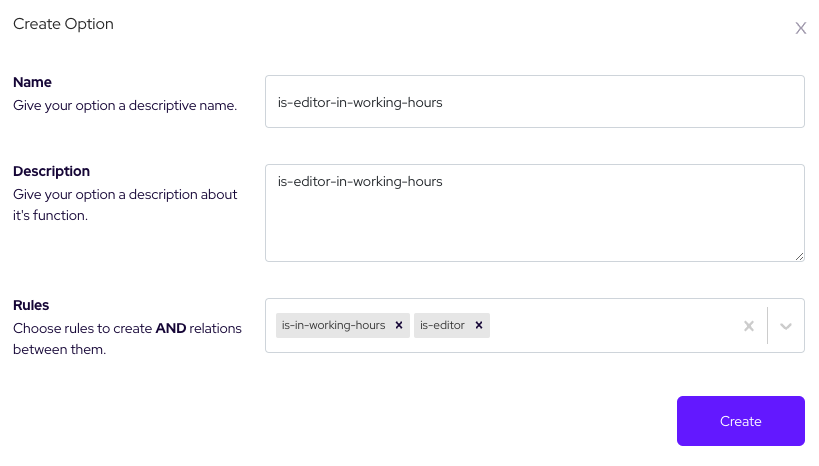 Create Option
X
Name
Give your option a descriptive name.
is-editor-in-working-hours
Description
Give your option a description about
it's function.
is-editor-in-working-hours
Rules
Choose rules to create AND relations
between them.
is-in-working-hours x is-editor x
Create